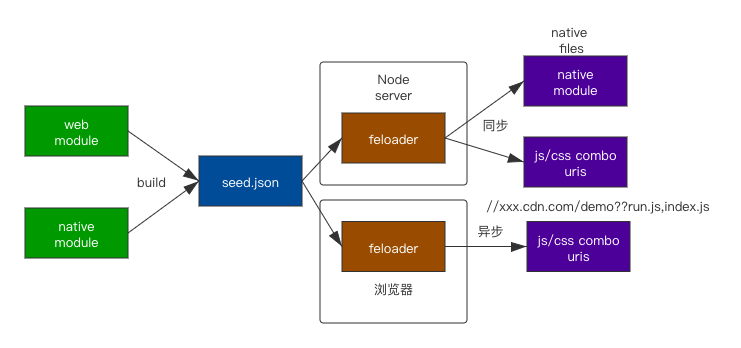 native
files
Node
server
native
module
web
module
feloader
同步
js/css combo
uris
build
seed.json
//xxx.cdn.com/demo??run.js,index.js
native
module
feloader
异步
js/css combo
uris
浏览器